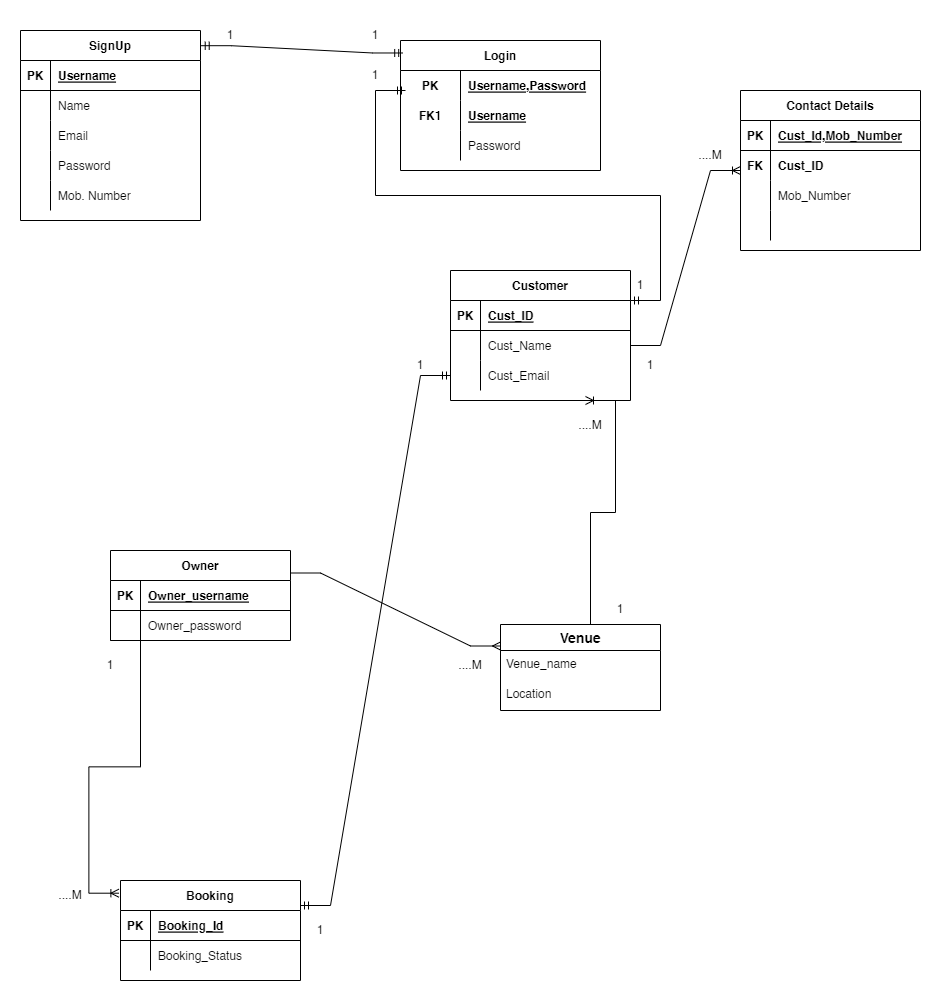 SignUp
PK Username
Name
Email
Password
Mob. Number
1
1
Login
1
PK Username,Password
FK1 Username
Password
Contact Details
PK Cust_Id,Mob_Number
....M
FK Cust_ID
Mob_Number
Customer
1
PK Cust_ID
Cust_Name
Cust_Email
1
1
....M
Owner
PK Owner_username
Owner_password
1
1
Venue
Venue_name
Location
....M
....M
Booking
PK Booking_Id
Booking_Status
1